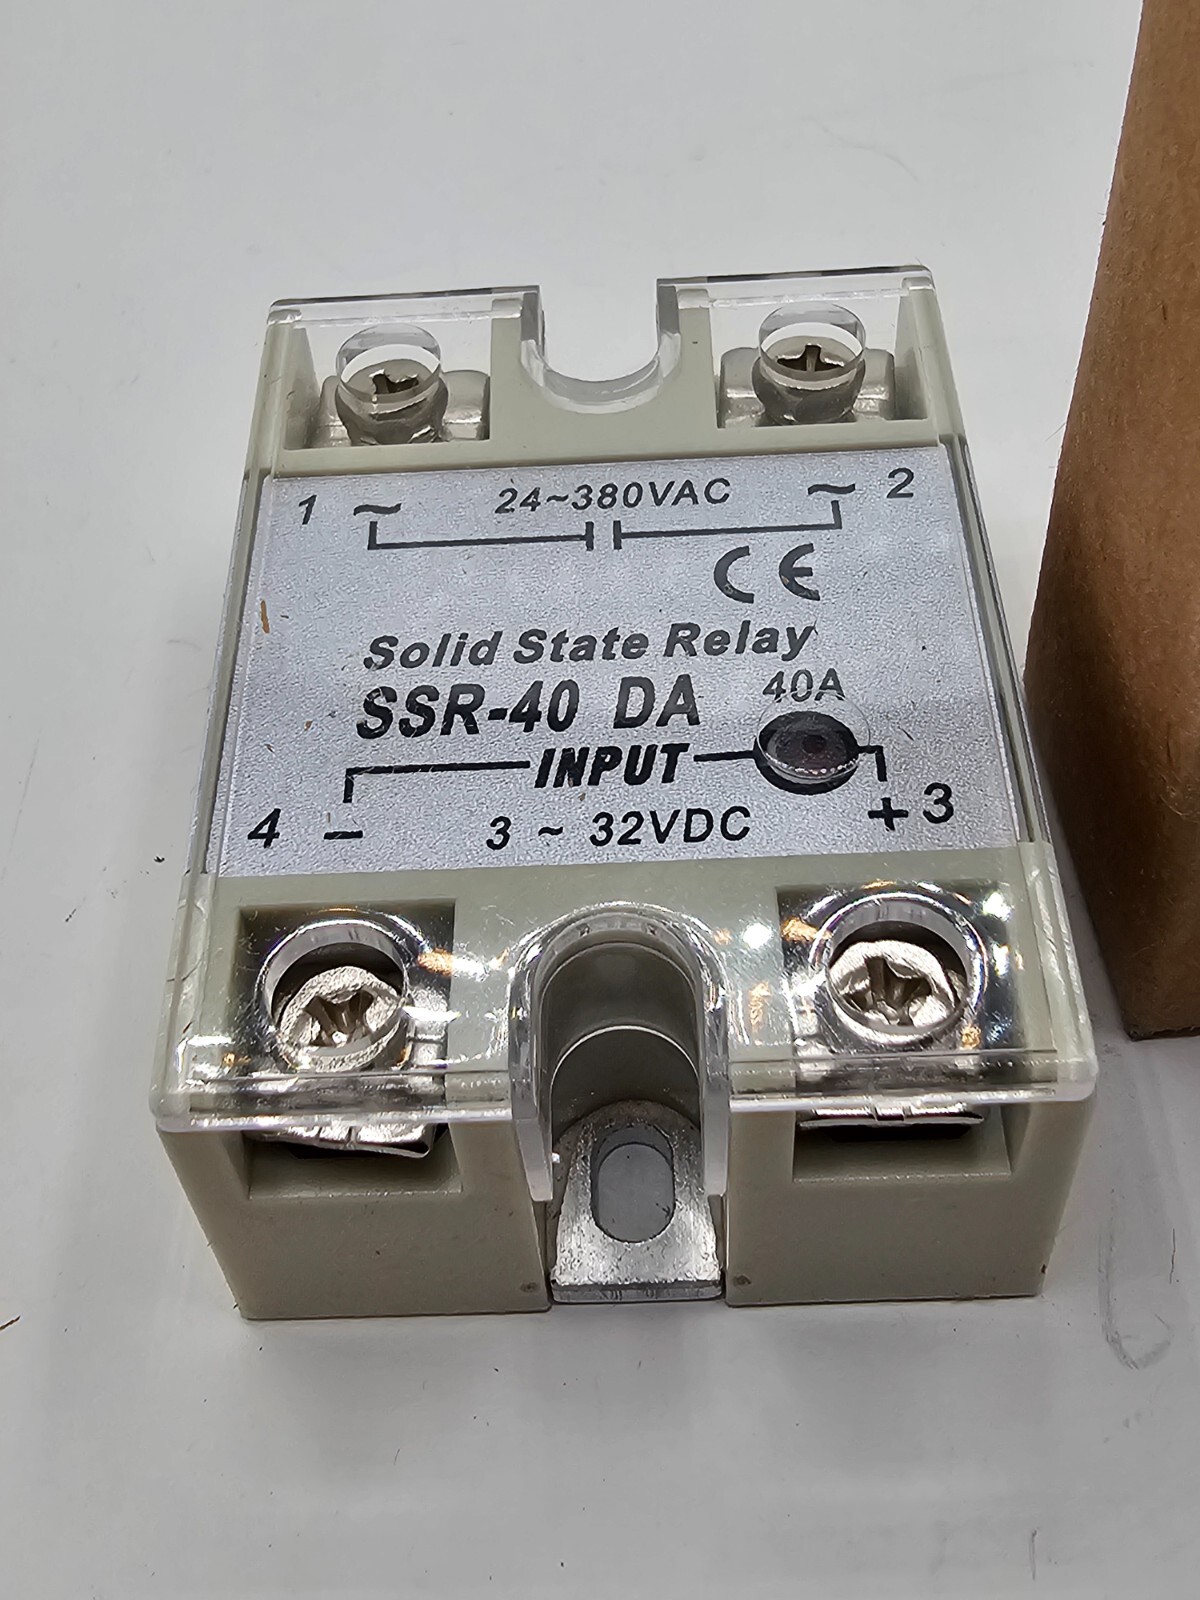 1 ~ 24~380VAC ~ 2
CE
Solid State Relay
SSR-40 DA 40A
INPUT
4 − 3 ~ 32VDC + 3